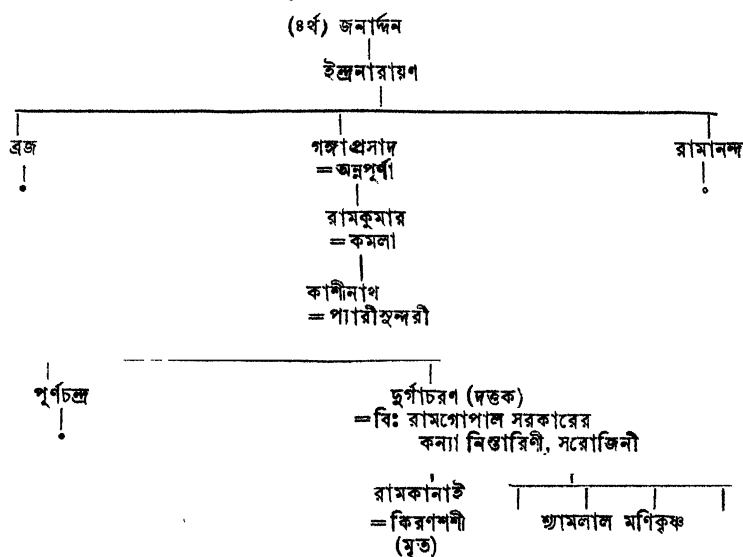 (৪র্থ) জনার্দ্দন
ইন্দ্রনারায়ণ
ব্রজ গঙ্গাপ্রসাদ রামানন্দ
= অন্নপূর্ণা
রামকুমার
= কমলা
কাশীনাথ
= প্যারীসুন্দরী
পূর্ণচন্দ্র দুর্গাচরণ (দত্তক)
= বিঃ রামগোপাল সরকারের
কন্যা নিস্তারিণী, সরোজিনী
রামকানাই
= কিরণশশী শ্যামলাল মণিকৃষ্ণ
(মৃত)